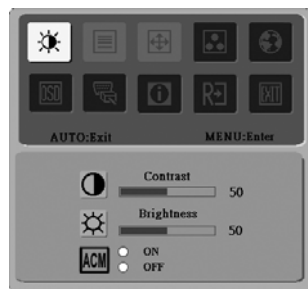 OSD
R
EXIT
AUTO:Exit
MENU:Enter
Contrast
50
Brightness
50
ACM
ON
OFF